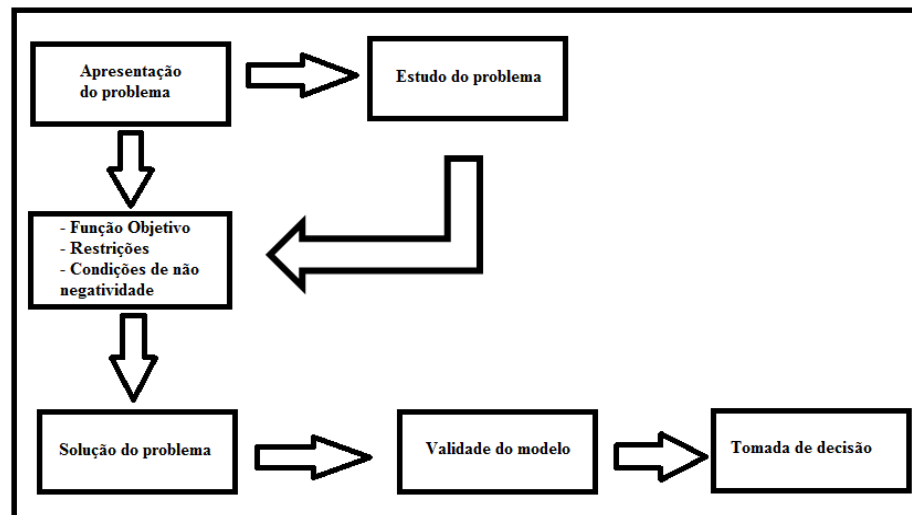 Apresentação
do problema
Estudo do problema
- Função Objetivo
- Restrições
- Condições de não
negatividade
Solução do problema
Validade do modelo
Tomada de decisão